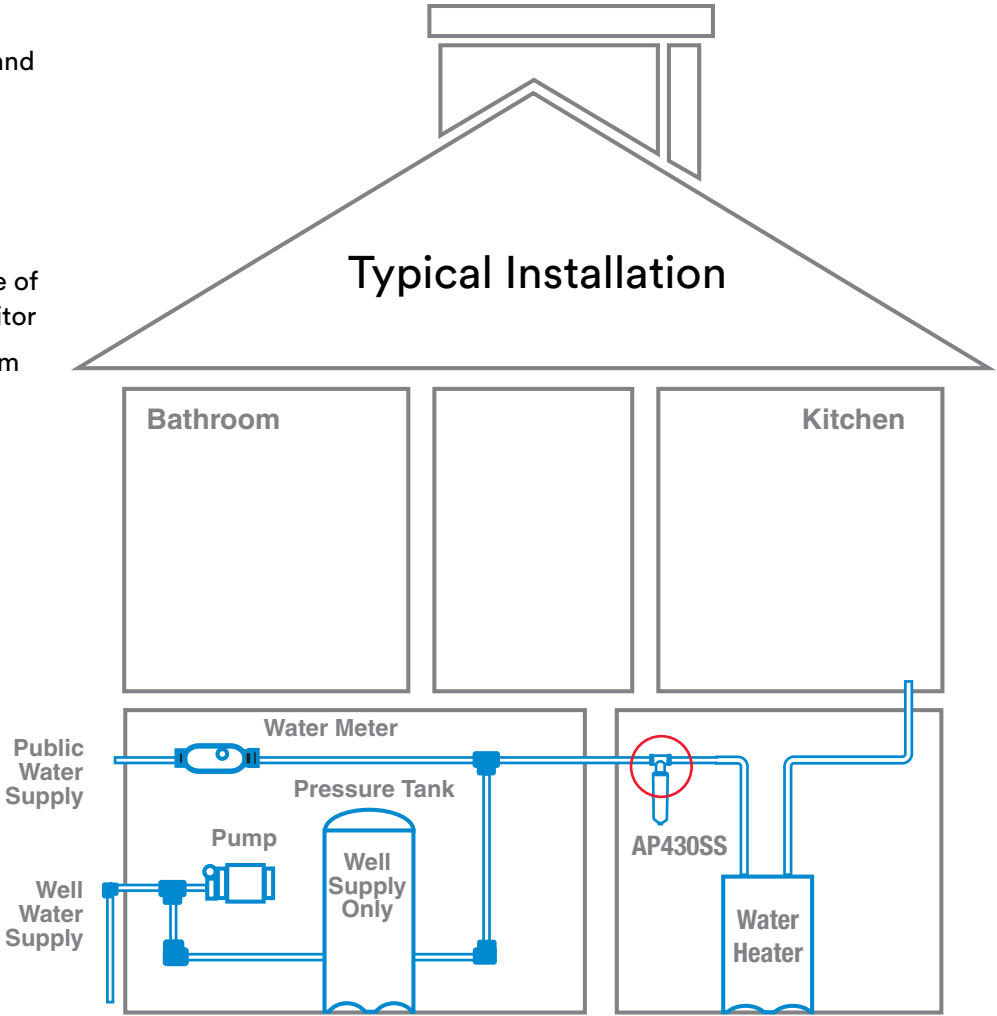 and
e of
itor
m
Typical Installation
Bathroom
Kitchen
Water Meter
Public
Water
Supply
Pressure Tank
Pump
AP430SS
Well
Supply
Only
Well
Water
Supply
Water
Heater